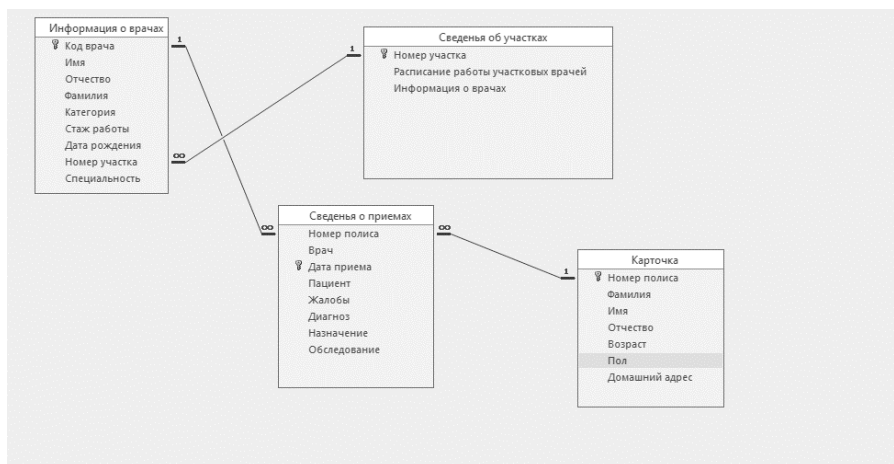 Информация о врачах
Код врача
Имя
Отчество
Фамилия
Категория
Стаж работы
Дата рождения
Номер участка
Специальность
1
∞
Сведенья об участках
1
Номер участка
Расписание работы участковых врачей
Информация о врачах
Сведенья о приемах
∞
∞
Номер полиса
Врач
Дата приема
Пациент
Жалобы
Диагноз
Назначение
Обследование
Карточка
1
Номер полиса
Фамилия
Имя
Отчество
Возраст
Пол
Домашний адрес